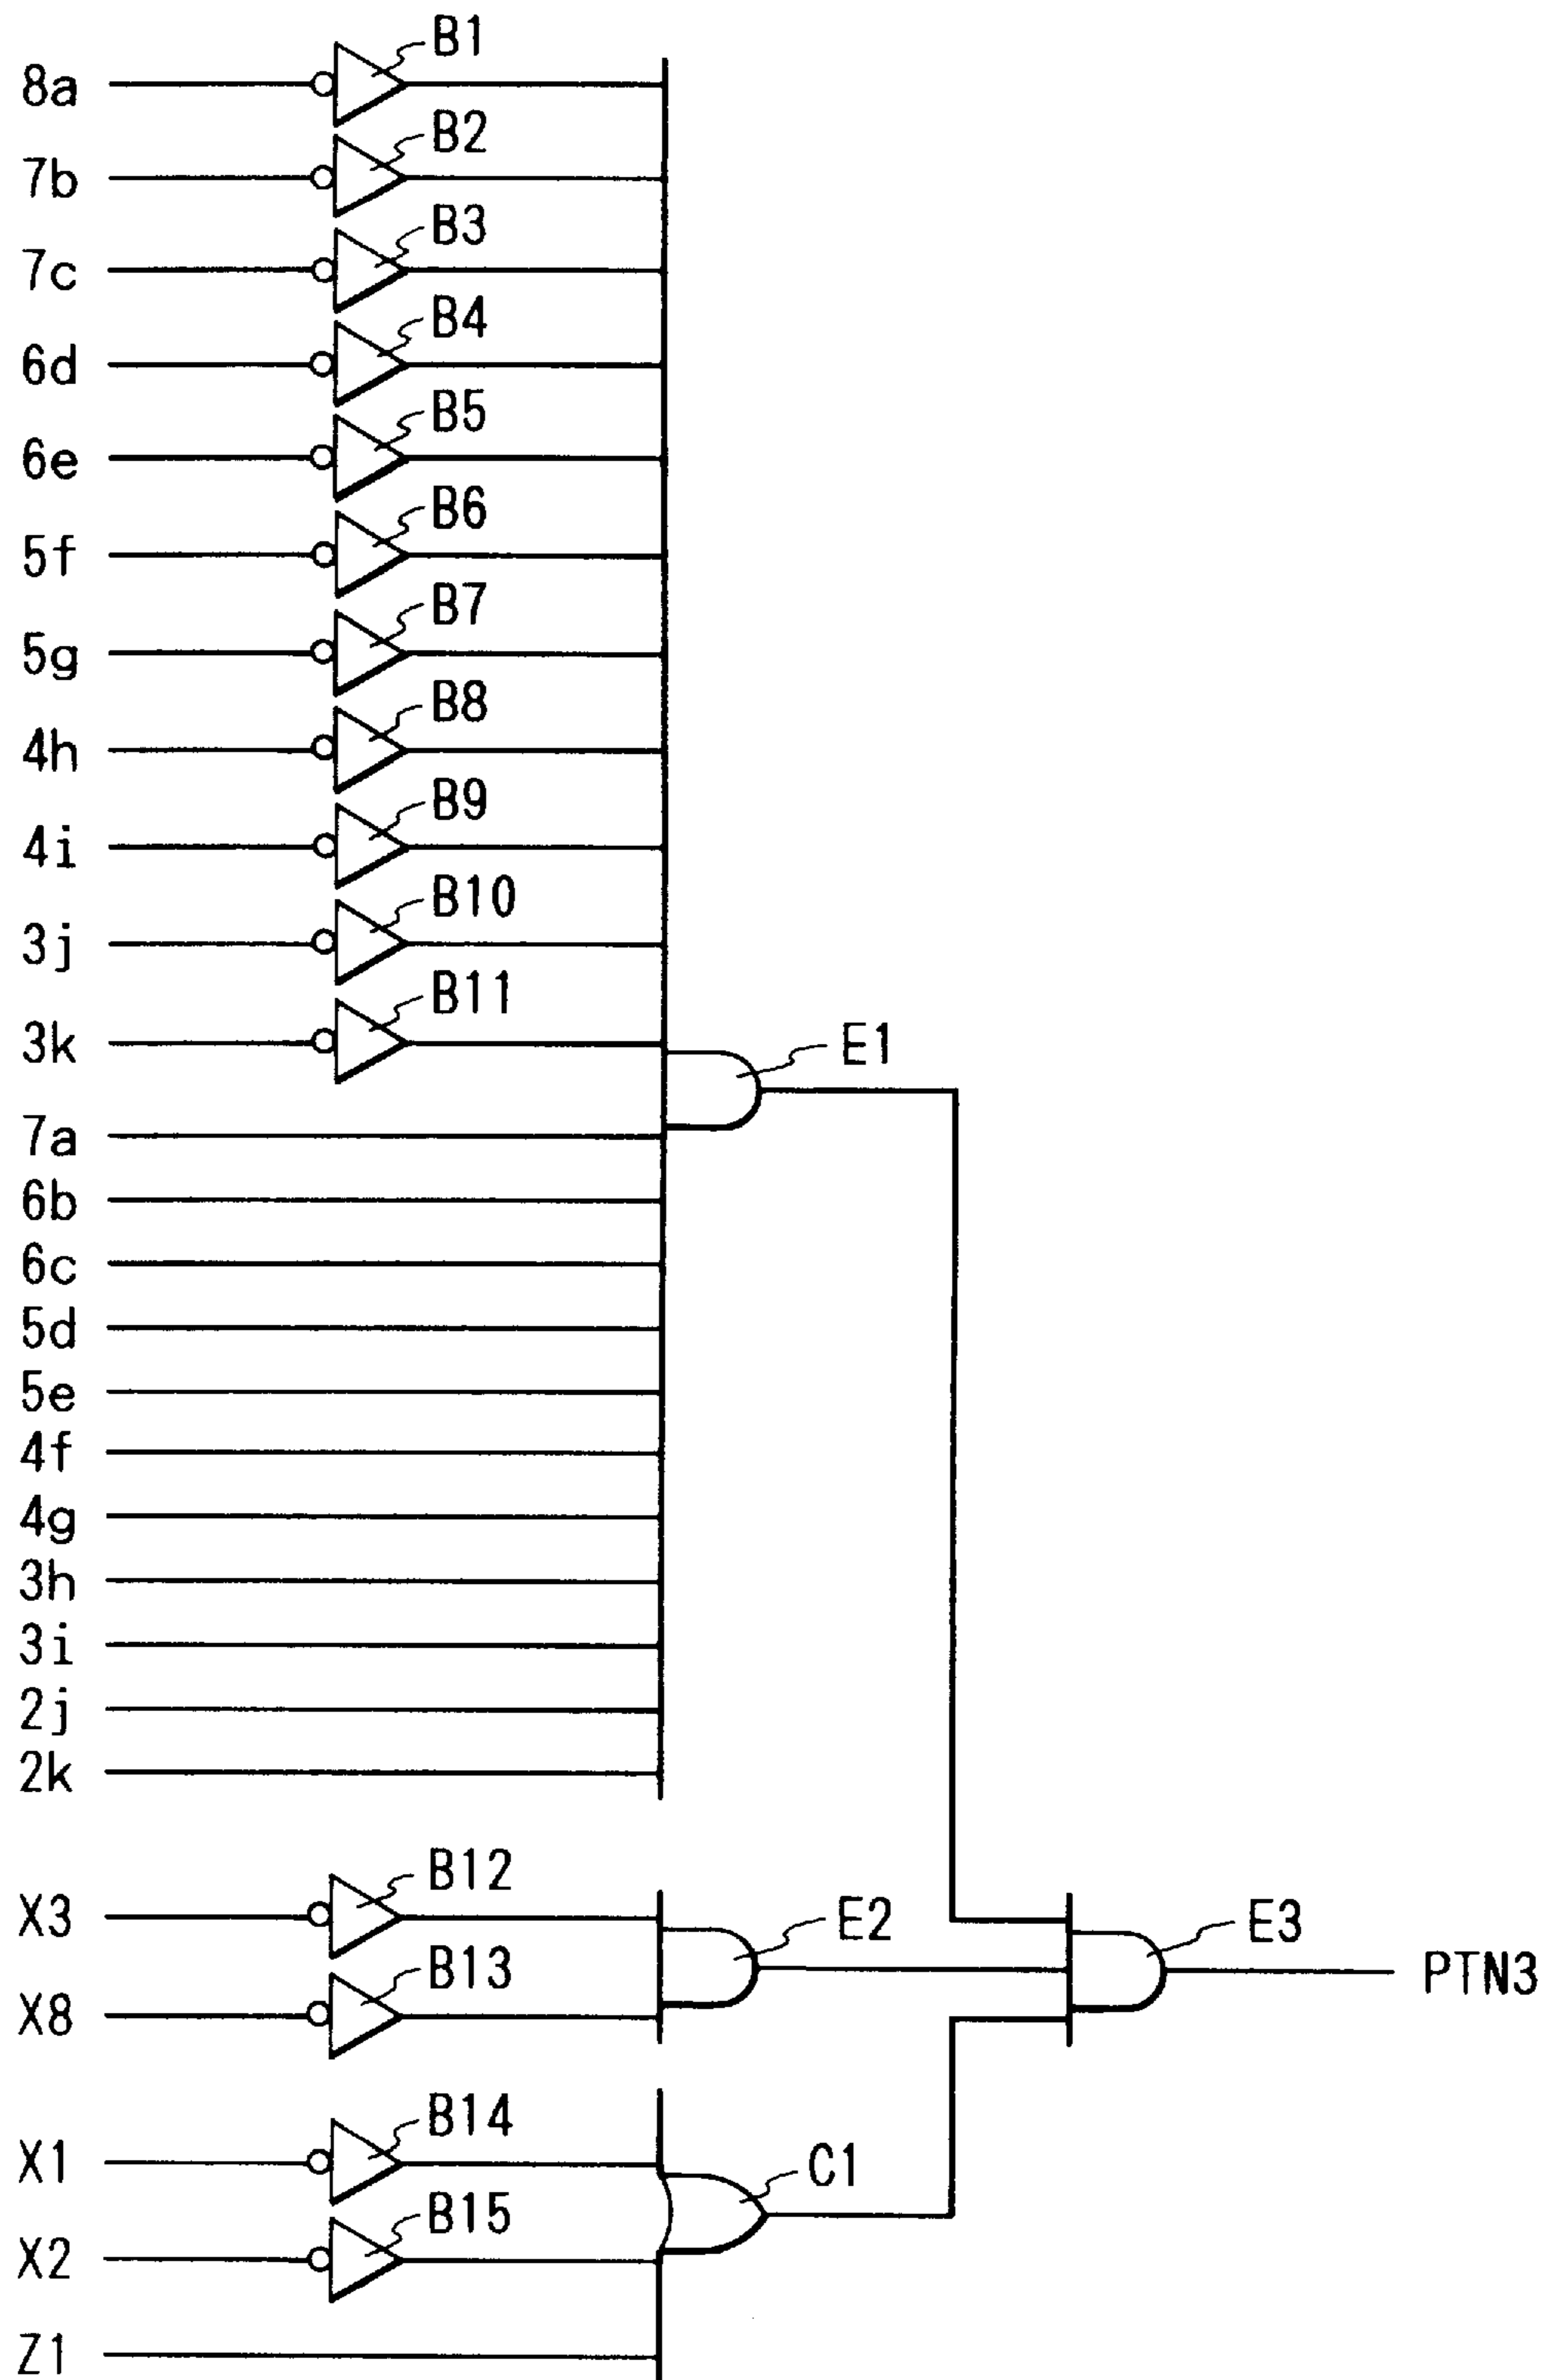 8a
B1
7b
B2
7c
B3
6d
B4
6e
B5
5f
B6
5g
B7
4h
B8
4i
B9
3j
B10
3k
B11
E1
7a
6b
6c
5d
5e
4f
4g
3h
3i
2j
2k
X3
B12
E2
E3
X8
B13
PTN3
X1
B14
C1
X2
B15
Z1